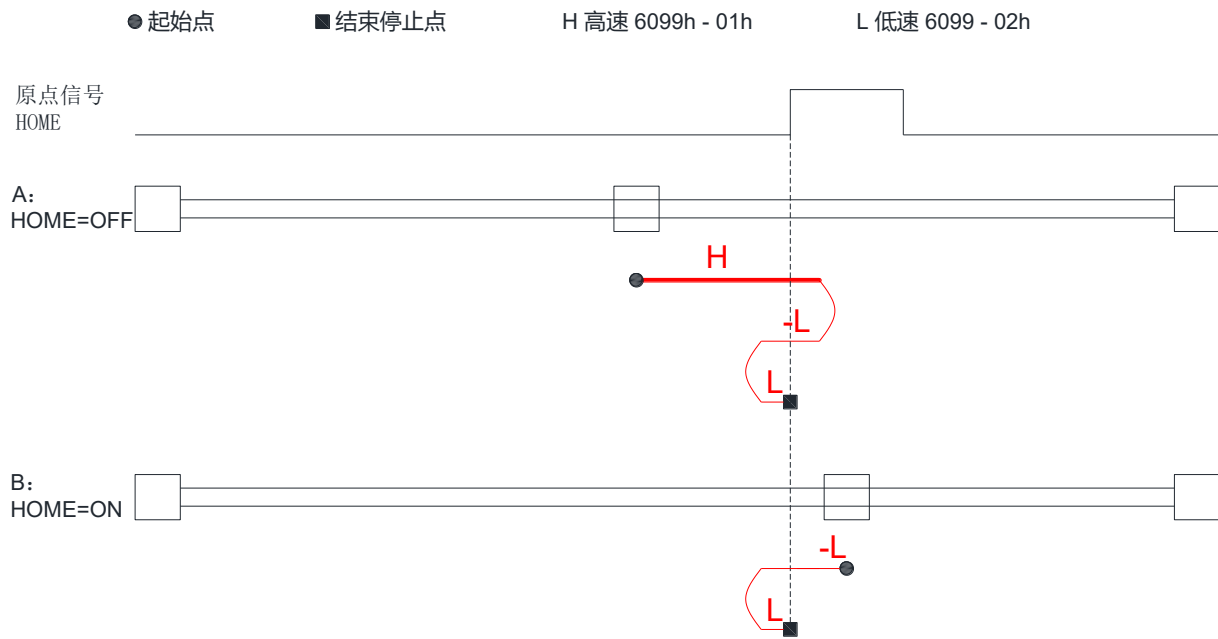 起始点 结束停止点 H 高速 6099h - 01h L 低速 6099 - 02h
原点信号
HOME
A：
HOME=OFF
H
-L
L
B：
HOME=ON
-L
L